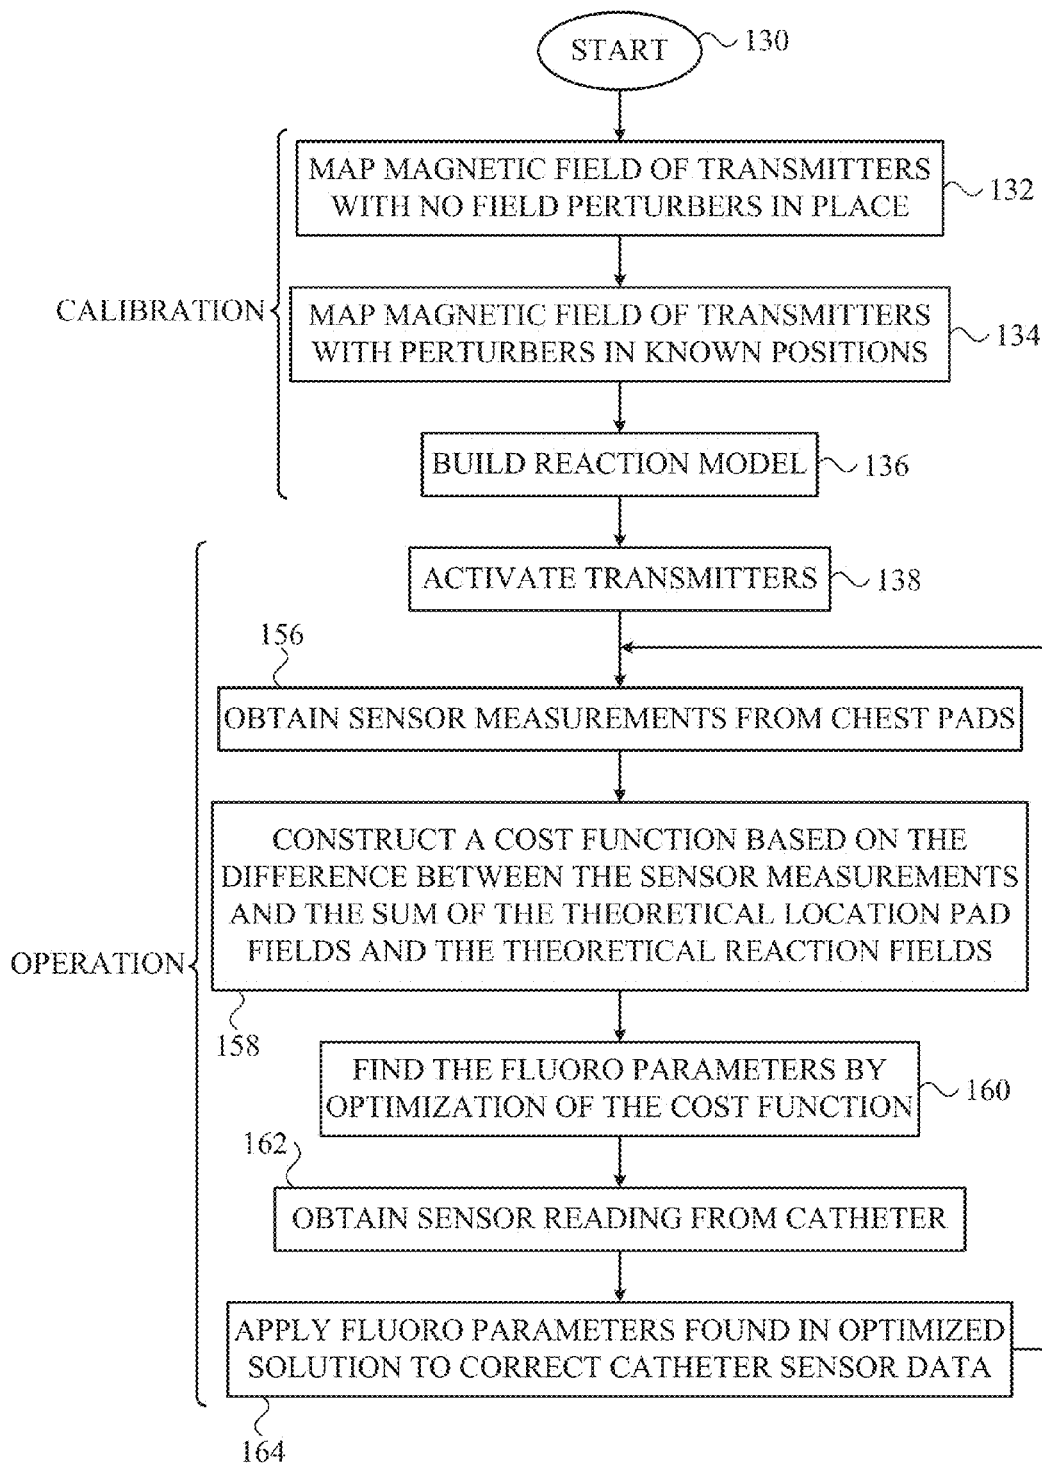 START
130
MAP MAGNETIC FIELD OF TRANSMITTERS
WITH NO FIELD PERTURBERS IN PLACE
132
CALIBRATION
MAP MAGNETIC FIELD OF TRANSMITTERS
WITH PERTURBERS IN KNOWN POSITIONS
134
BUILD REACTION MODEL
136
ACTIVATE TRANSMITTERS
138
156
OBTAIN SENSOR MEASUREMENTS FROM CHEST PADS
CONSTRUCT A COST FUNCTION BASED ON THE
DIFFERENCE BETWEEN THE SENSOR MEASUREMENTS
AND THE SUM OF THE THEORETICAL LOCATION PAD
FIELDS AND THE THEORETICAL REACTION FIELDS
OPERATION
158
FIND THE FLUORO PARAMETERS BY
OPTIMIZATION OF THE COST FUNCTION
160
162
OBTAIN SENSOR READING FROM CATHETER
APPLY FLUORO PARAMETERS FOUND IN OPTIMIZED
SOLUTION TO CORRECT CATHETER SENSOR DATA
164